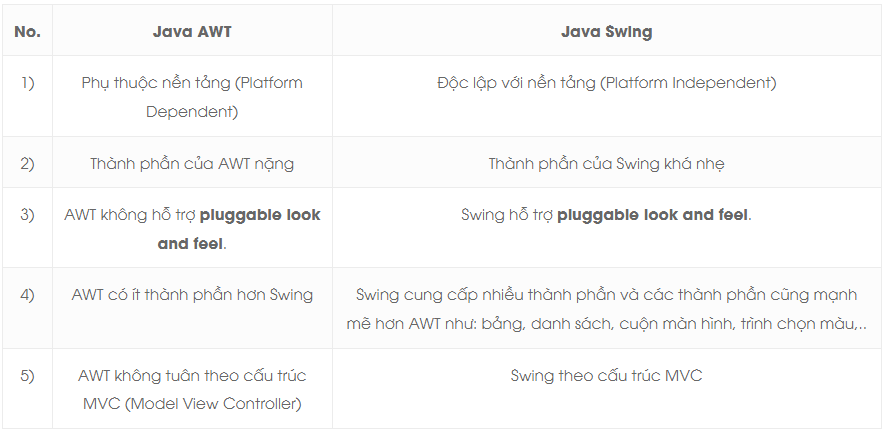 No. Java AWT Java Swing
1) Phụ thuộc nền tảng (Platform Dependent) Độc lập với nền tảng (Platform Independent)
2) Thành phần của AWT nặng Thành phần của Swing khá nhẹ
3) AWT không hỗ trợ pluggable look and feel. Swing hỗ trợ pluggable look and feel.
4) AWT có ít thành phần hơn Swing Swing cung cấp nhiều thành phần và các thành phần cũng mạnh mẽ hơn AWT như: bảng, danh sách, cuộn màn hình, trình chọn màu,..
5) AWT không tuân theo cấu trúc MVC (Model View Controller) Swing theo cấu trúc MVC